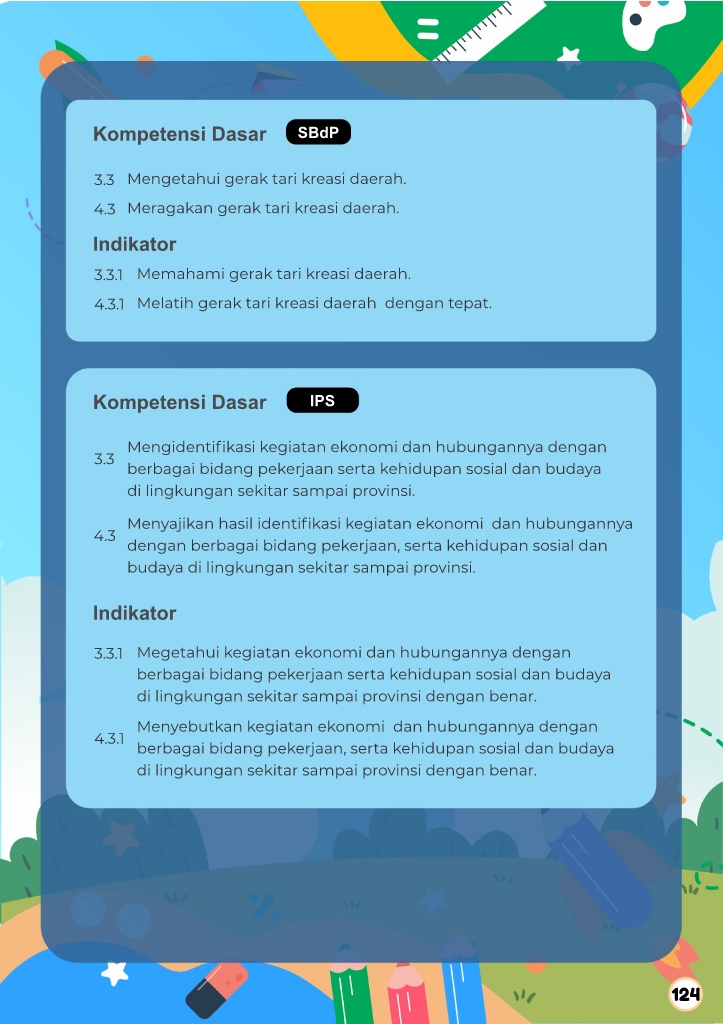 Kompetensi Dasar SBdP
3.3 Mengetahui gerak tari kreasi daerah.
4.3 Meragakan gerak tari kreasi daerah.
Indikator
3.3.1 Memahami gerak tari kreasi daerah.
4.3.1 Melatih gerak tari kreasi daerah  dengan tepat.
Kompetensi Dasar IPS
3.3 Mengidentifikasi kegiatan ekonomi dan hubungannya dengan
berbagai bidang pekerjaan serta kehidupan sosial dan budaya
di lingkungan sekitar sampai provinsi.
4.3 Menyajikan hasil identifikasi kegiatan ekonomi  dan hubungannya
dengan berbagai bidang pekerjaan, serta kehidupan sosial dan
budaya di lingkungan sekitar sampai provinsi.
Indikator
3.3.1 Megetahui kegiatan ekonomi dan hubungannya dengan
berbagai bidang pekerjaan serta kehidupan sosial dan budaya
di lingkungan sekitar sampai provinsi dengan benar.
4.3.1 Menyebutkan kegiatan ekonomi  dan hubungannya dengan
berbagai bidang pekerjaan, serta kehidupan sosial dan budaya
di lingkungan sekitar sampai provinsi dengan benar.
124